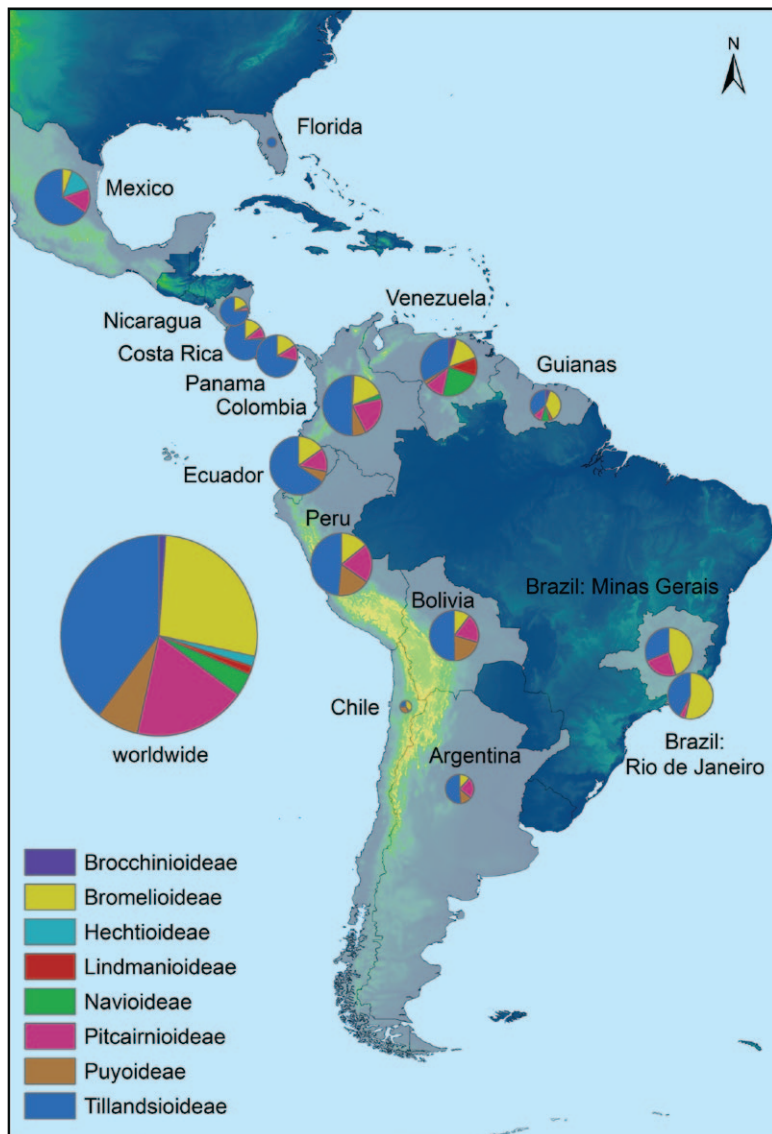 N
Florida
Mexico
Nicaragua
Costa Rica
Panama
Venezuela
Guianas
Colombia
Ecuador
Peru
Bolivia
Brazil: Minas Gerais
Chile
Argentina
Brazil:
Rio de Janeiro
worldwide
Brocchinioideae
Bromelioideae
Hechtioideae
Lindmanioideae
Navioideae
Pitcairnioideae
Puyoideae
Tillandsioideae